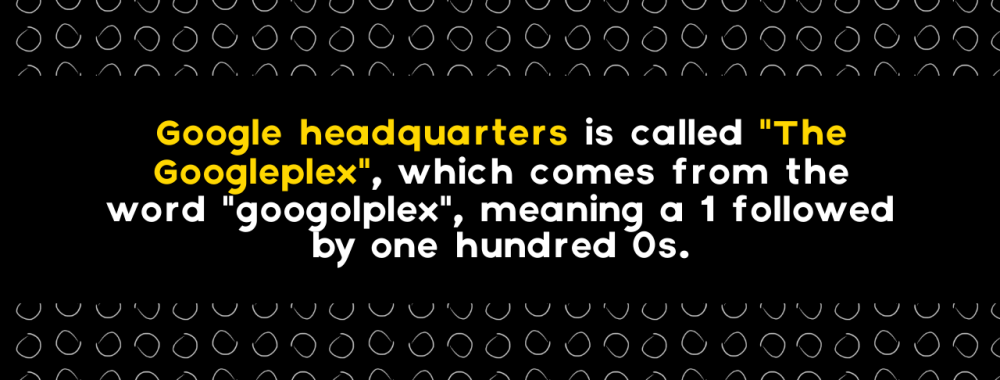 Google headquarters is called "The
Googleplex", which comes from the
word "googolplex", meaning a 1 followed
by one hundred 0s.